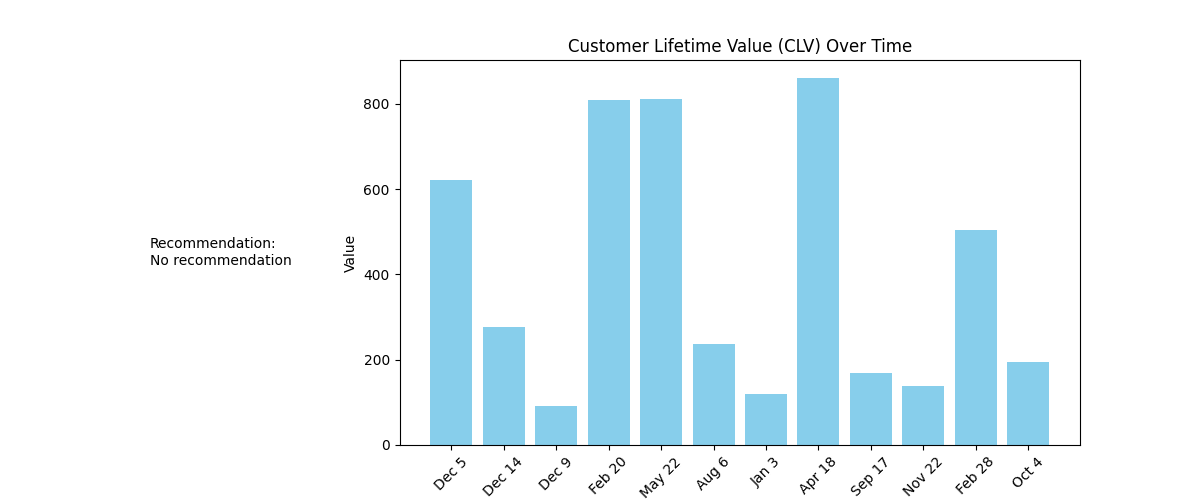 Customer Lifetime Value (CLV) Over Time
Recommendation:
No recommendation
Value
800
600
400
200
0
Dec 5
Dec 14
Dec 9
Feb 20
May 22
Aug 6
Jan 3
Apr 18
Sep 17
Nov 22
Feb 28
Oct 4